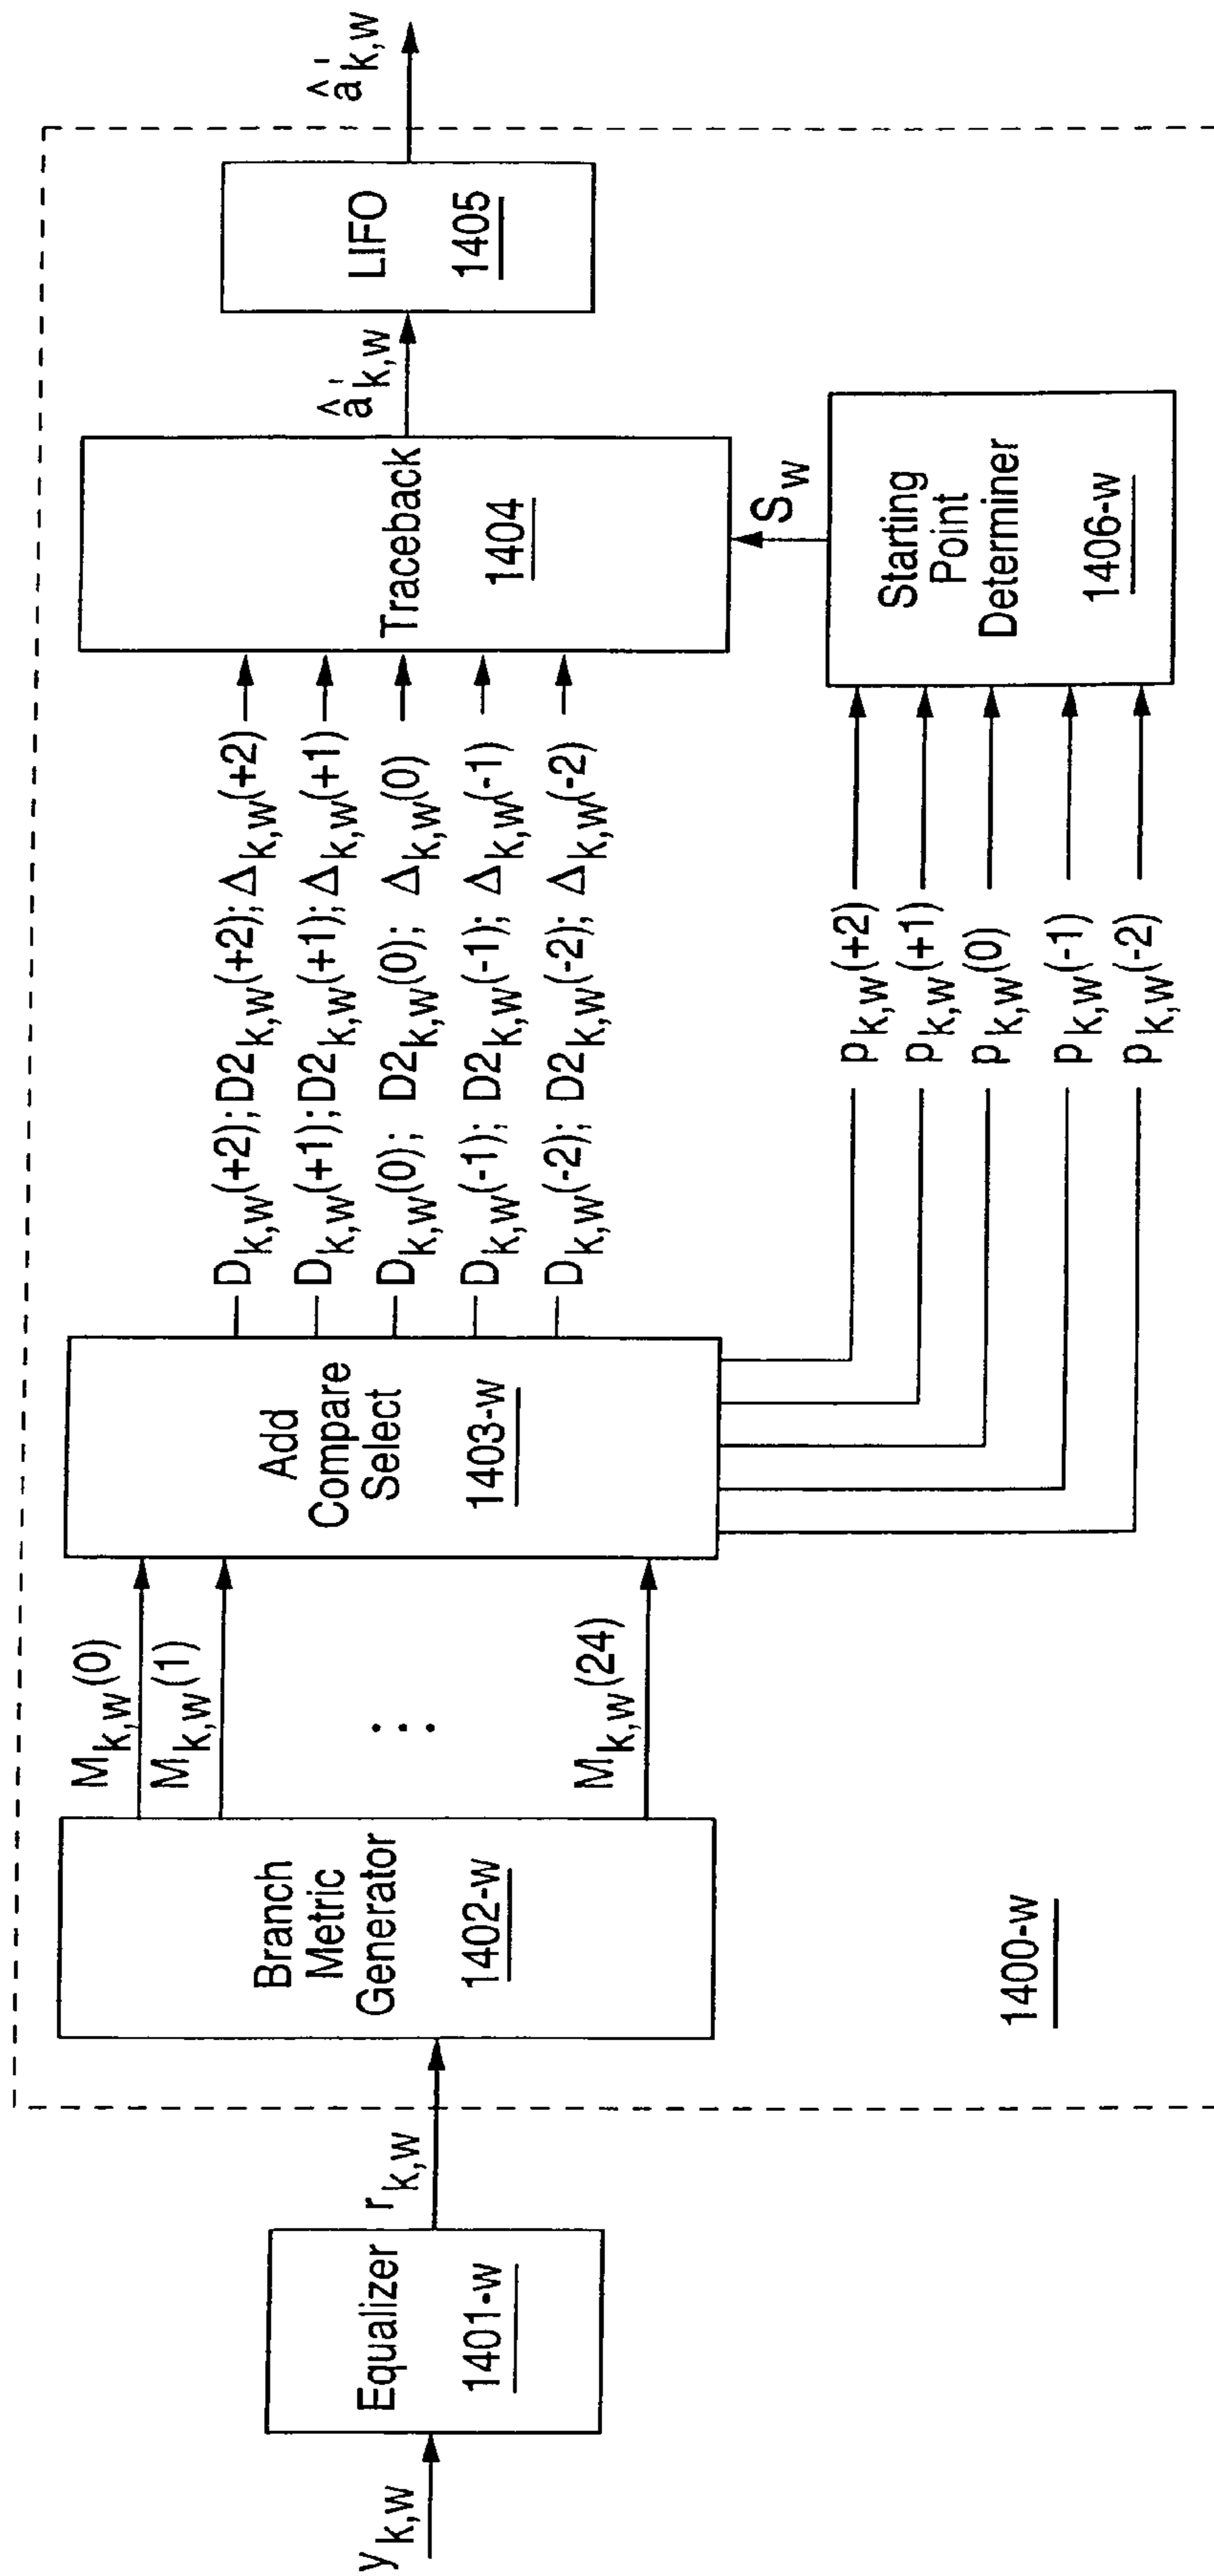 y_{k,w}
Equalizer
1401-w
r_{k,w}
Branch
Metric
Generator
1402-w
M_{k,w}(0)
M_{k,w}(1)
...
M_{k,w}(24)
Add
Compare
Select
1403-w
D_{k,w}(+2); D2_{k,w}(+2); Δ_{k,w}(+2)
D_{k,w}(+1); D2_{k,w}(+1); Δ_{k,w}(+1)
D_{k,w}(0); D2_{k,w}(0); Δ_{k,w}(0)
D_{k,w}(-1); D2_{k,w}(-1); Δ_{k,w}(-1)
D_{k,w}(-2); D2_{k,w}(-2); Δ_{k,w}(-2)
p_{k,w}(+2)
p_{k,w}(+1)
p_{k,w}(0)
p_{k,w}(-1)
p_{k,w}(-2)
Traceback
1404
S_w
Starting
Point
Determiner
1406-w
â'_{k,w}
LIFO
1405
â'_{k,w}
1400-w